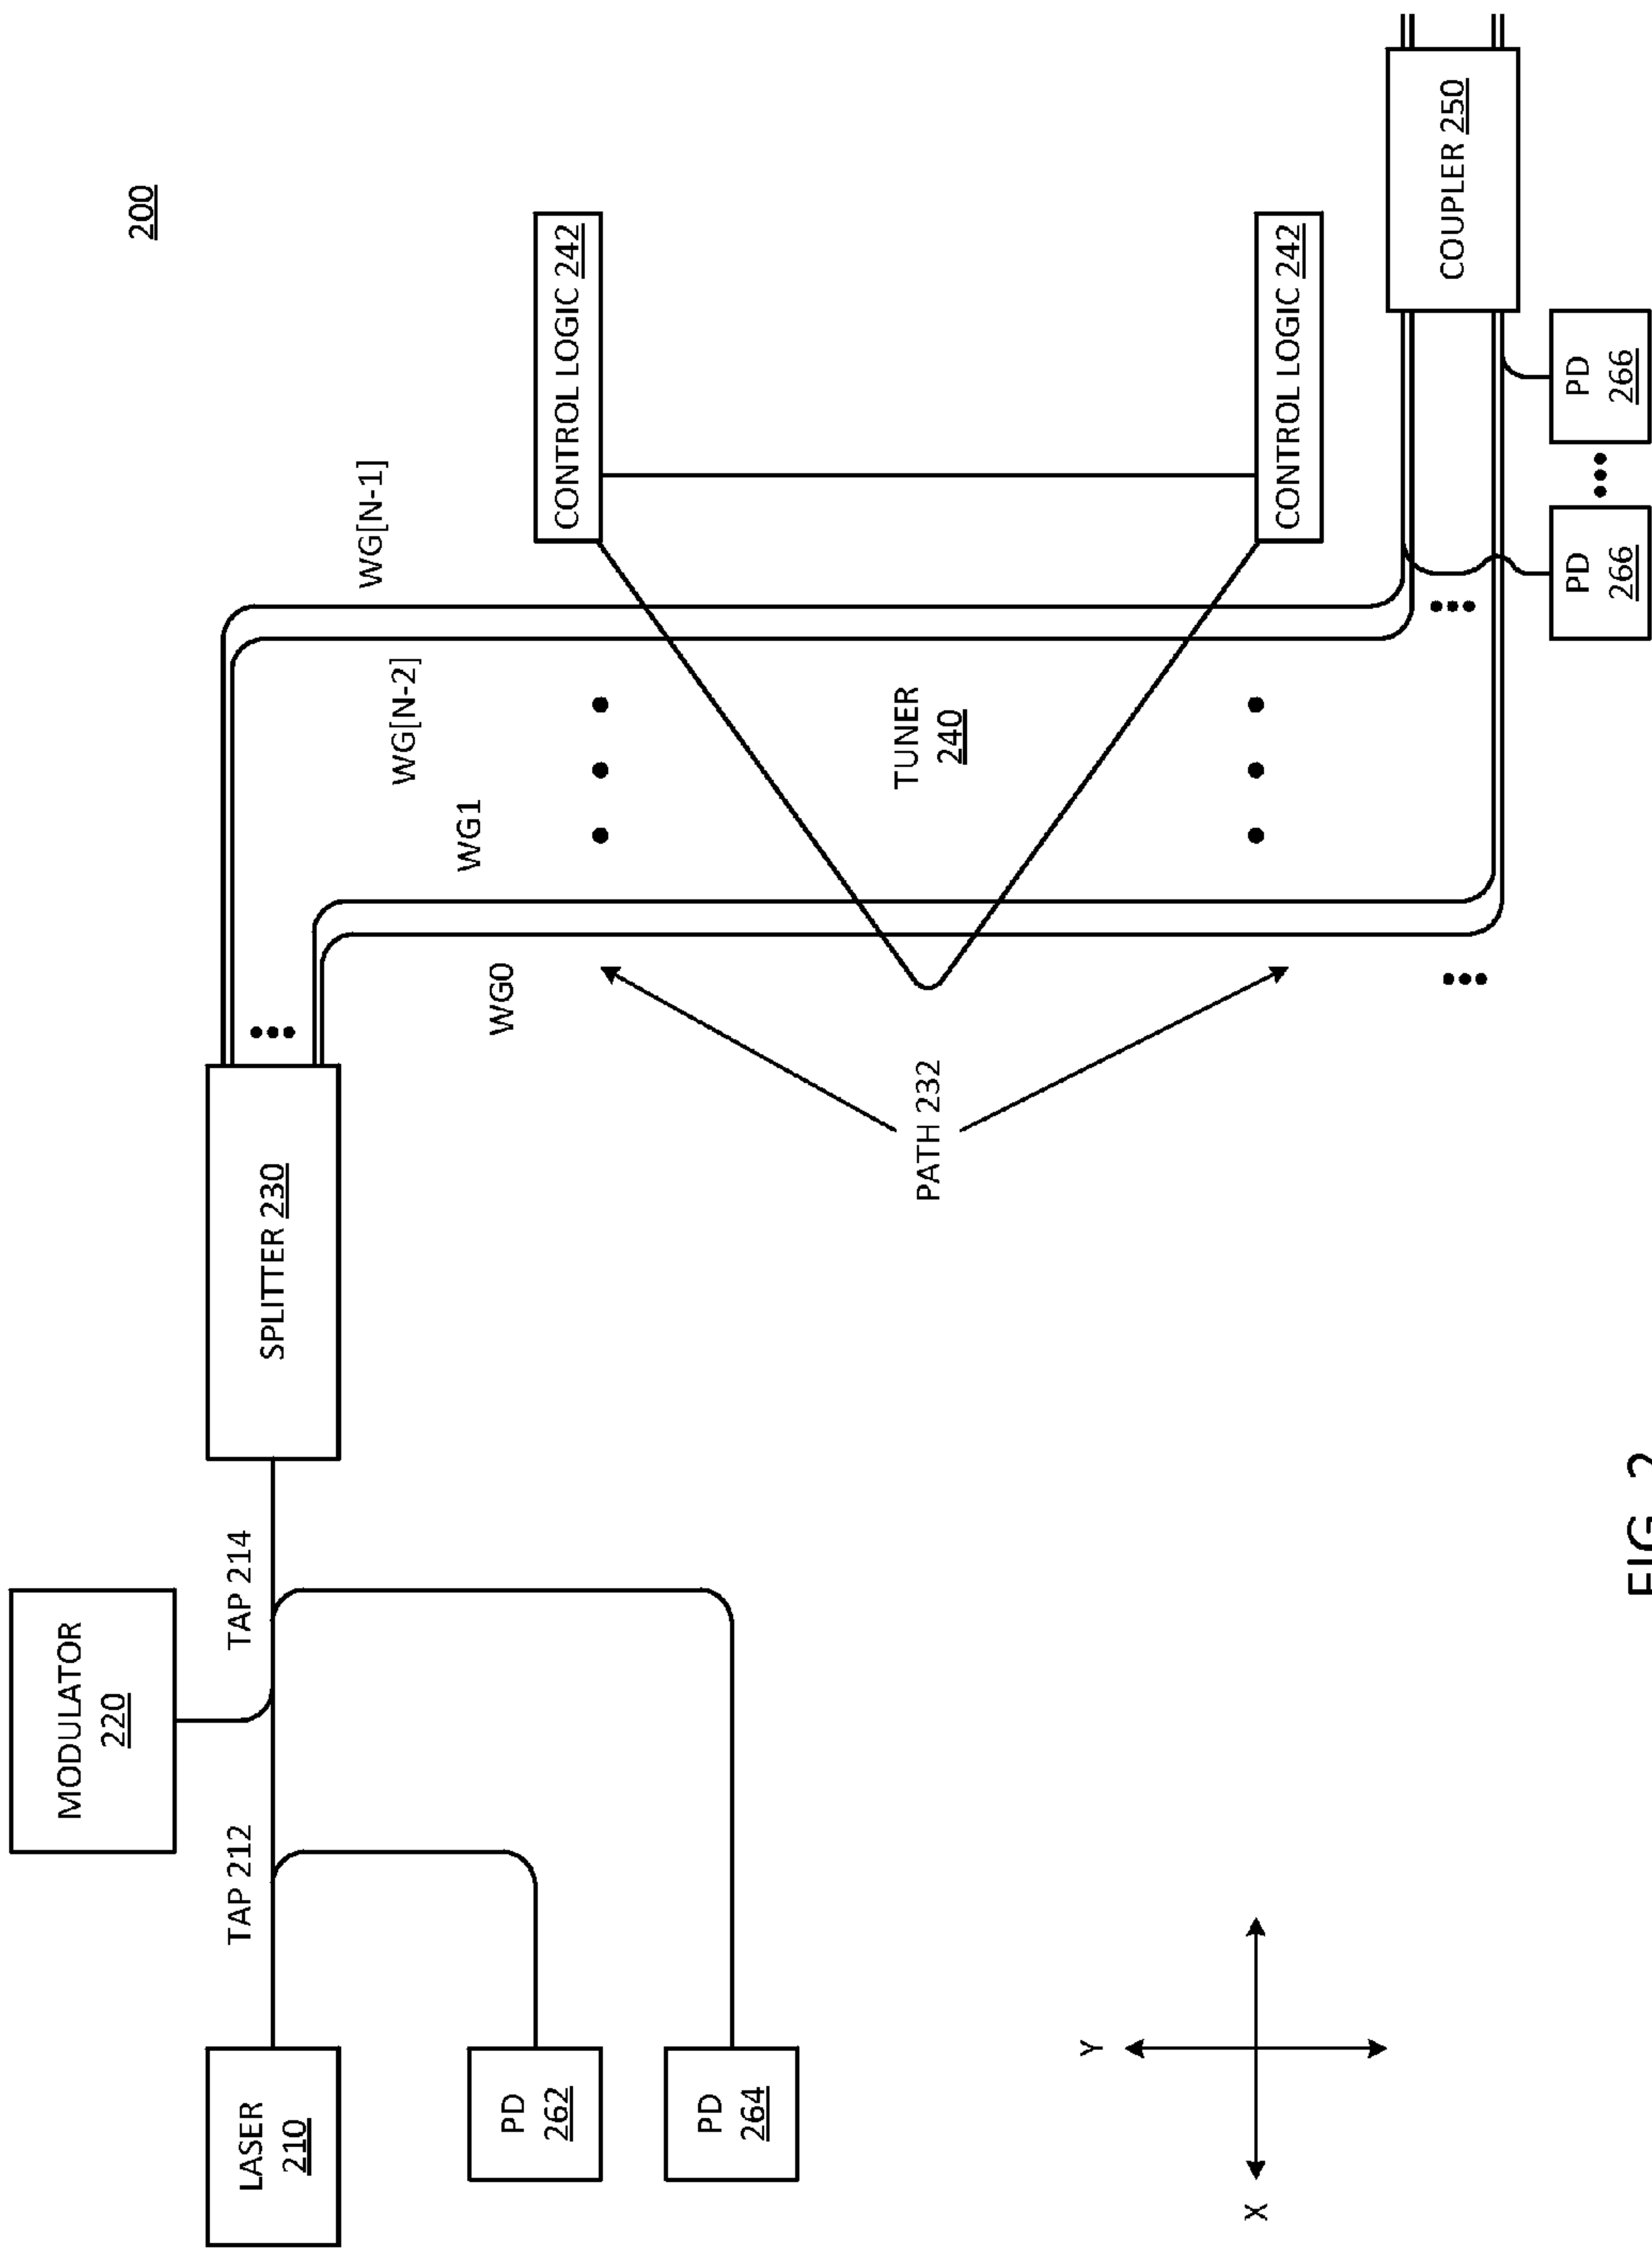 200
MODULATOR
220
TAP 212
TAP 214
LASER
210
SPLITTER 230
PD
262
PD
264
WG[N-1]
WG[N-2]
WG1
WG0
CONTROL LOGIC 242
TUNER
240
PATH 232
CONTROL LOGIC 242
Y
X
COUPLER 250
PD
266
PD
266
FIG. 2